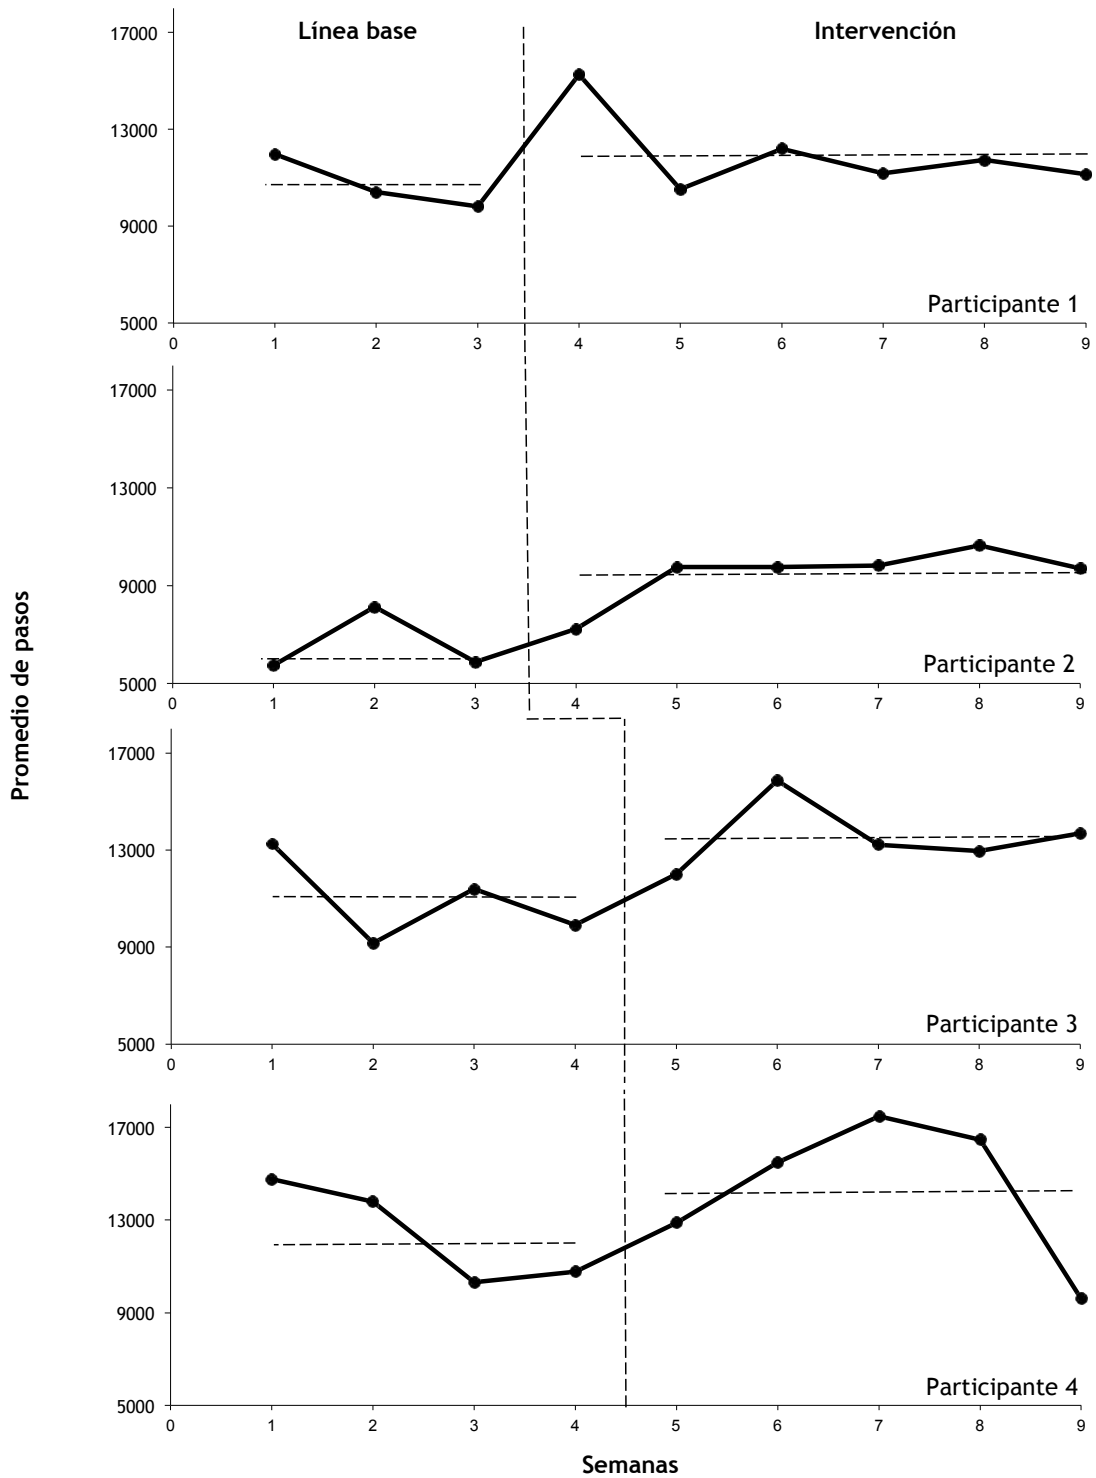 Línea base Intervención
17000
13000
9000
5000
Participante 1
0 1 2 3 4 5 6 7 8 9
17000
13000
9000
5000
Participante 2
0 1 2 3 4 5 6 7 8 9
Promedio de pasos
17000
13000
9000
5000
Participante 3
0 1 2 3 4 5 6 7 8 9
17000
13000
9000
5000
Participante 4
0 1 2 3 4 5 6 7 8 9
Semanas